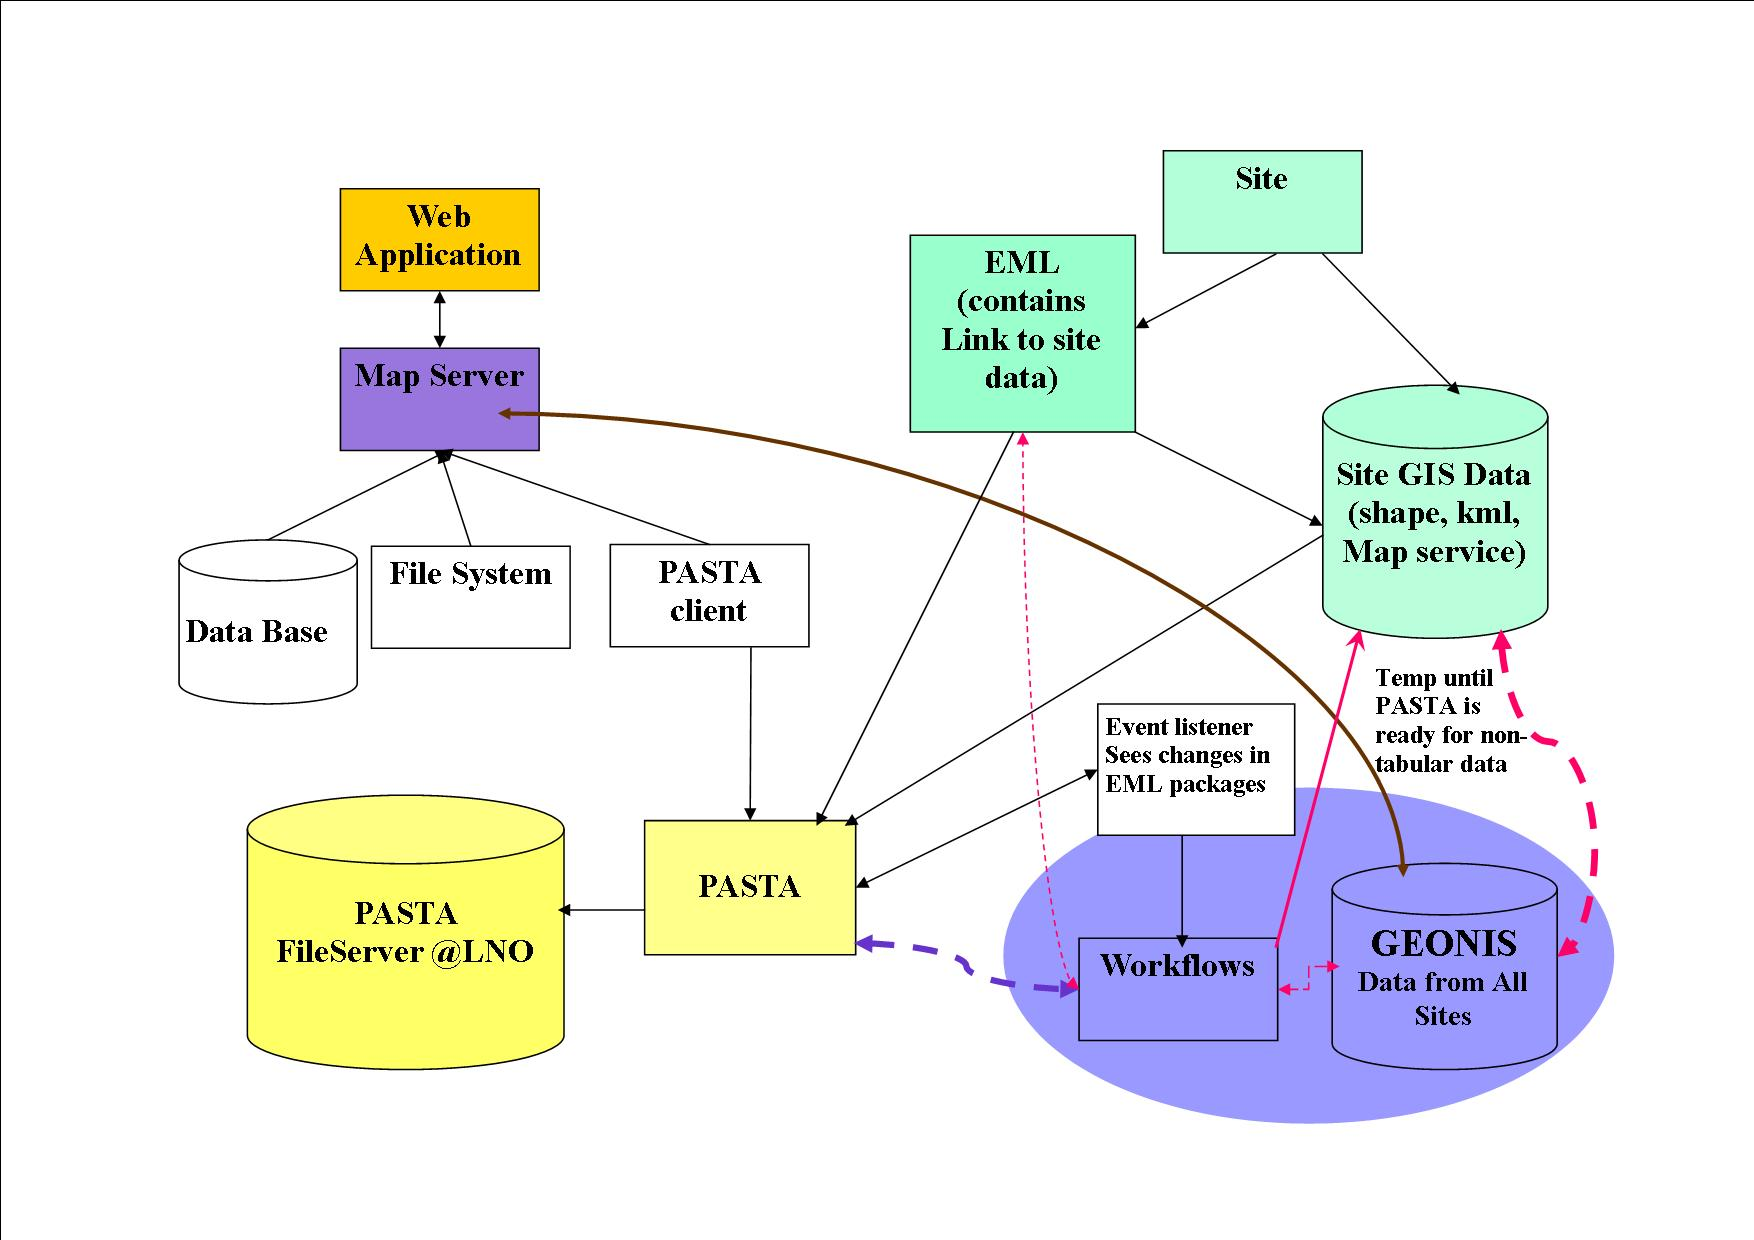 Site
Web
Application
EML
(contains
Link to site
data)
Map Server
Site GIS Data
(shape, kml,
Map service)
File System
PASTA
client
Data Base
Temp until
PASTA is
ready for non-
tabular data
Event listener
Sees changes in
EML packages
PASTA
PASTA
FileServer @LNO
GEONIS
Data from All
Sites
Workflows